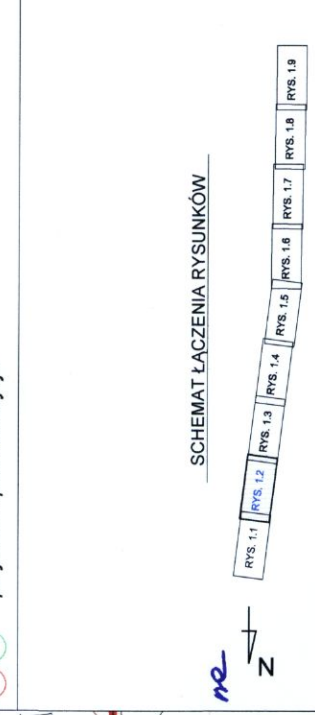 SCHEMAT ŁĄCZENIA RYSUNKÓW
RYS. 1.1
RYS. 1.2
RYS. 1.3
RYS. 1.4
RYS. 1.5
RYS. 1.6
RYS. 1.7
RYS. 1.8
RYS. 1.9
N